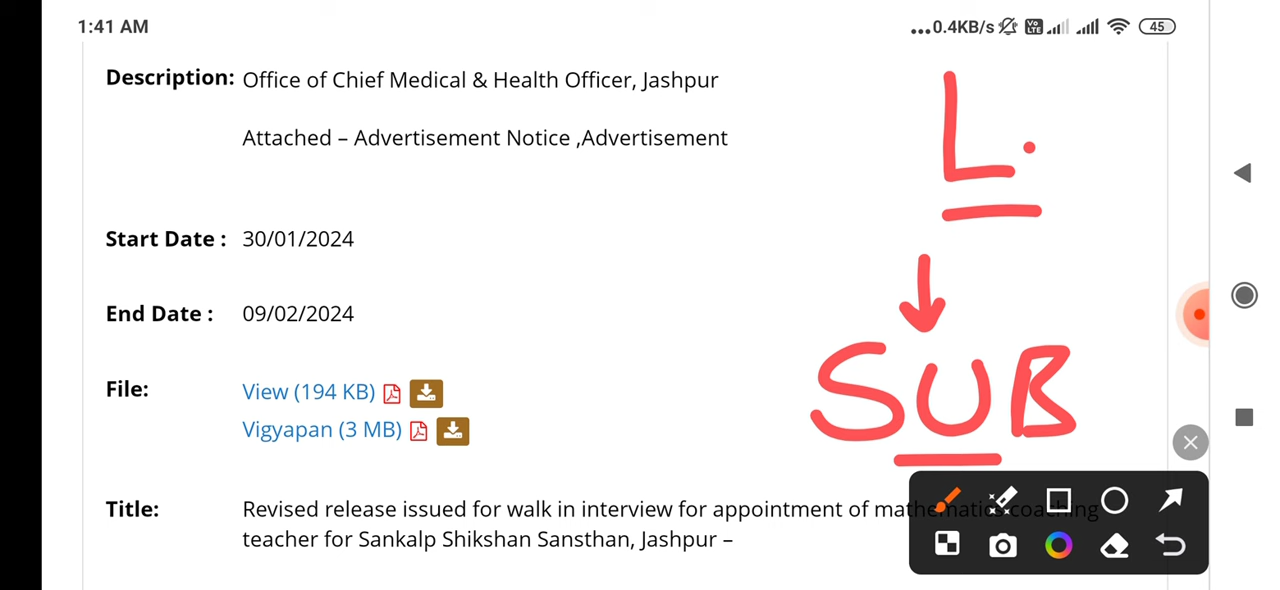 1:41 AM
...0.4KB/s Vo LTE 45
Description: Office of Chief Medical & Health Officer, Jashpur
Attached – Advertisement Notice ,Advertisement
L.
Start Date : 30/01/2024
End Date : 09/02/2024
SUB
File: View (194 KB)
Vigyapan (3 MB)
Title: Revised release issued for walk in interview for appointment of mathematics coaching
teacher for Sankalp Shikshan Sansthan, Jashpur –